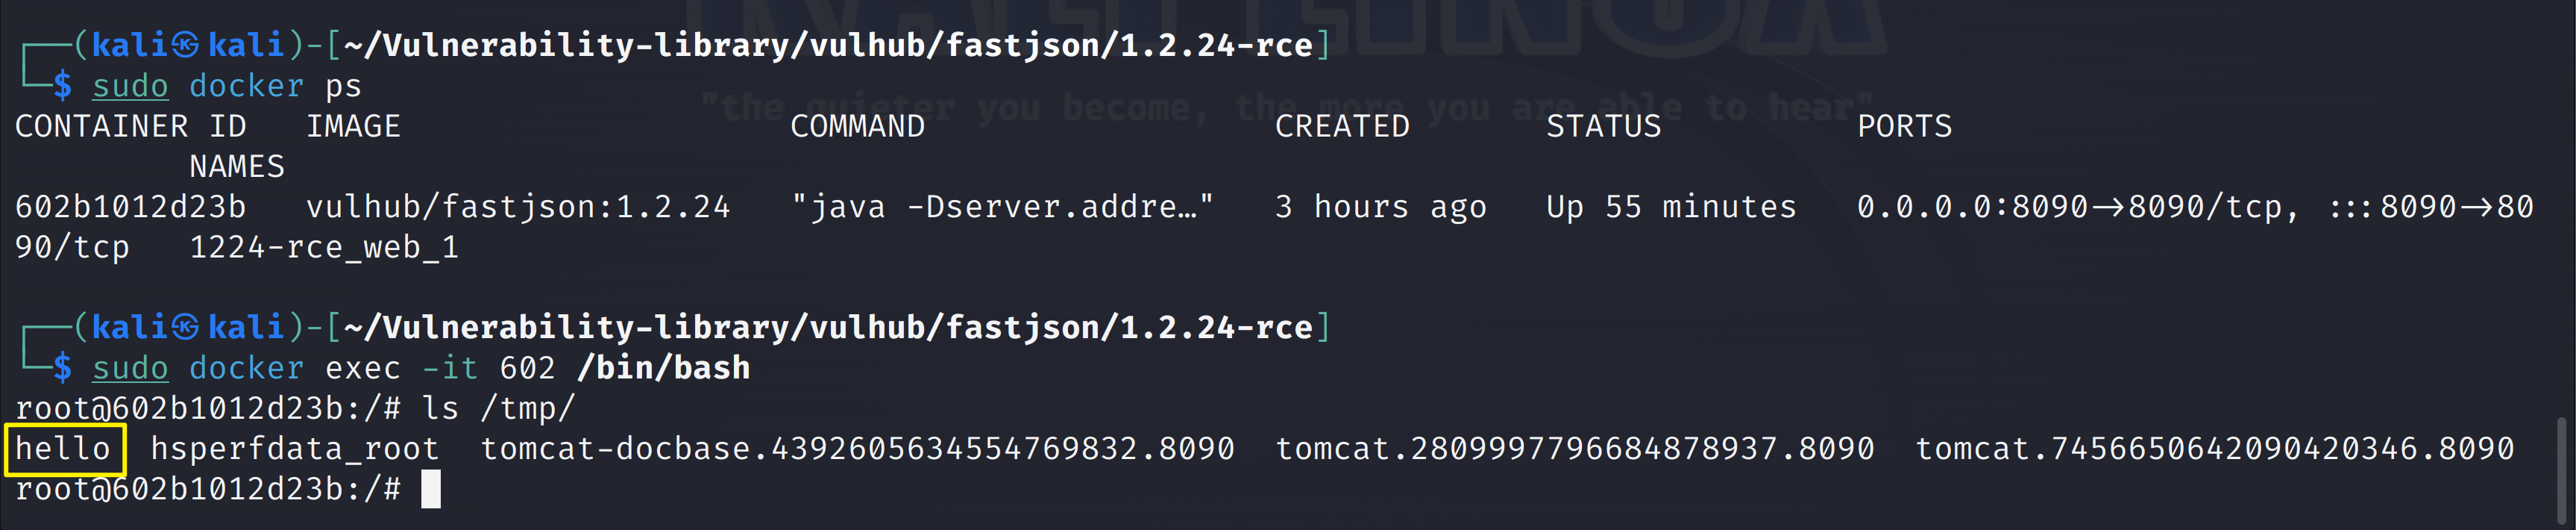 ┌──(kali㉿kali)-[~/Vulnerability-library/vulhub/fastjson/1.2.24-rce]
└─$ sudo docker ps
"the quieter you become, the more you are able to hear"
CONTAINER ID   IMAGE                        COMMAND                  CREATED       STATUS          PORTS
NAMES
602b1012d23b   vulhub/fastjson:1.2.24   "java -Dserver.addre…"   3 hours ago   Up 55 minutes   0.0.0.0:8090->8090/tcp, :::8090->80
90/tcp   1224-rce_web_1
┌──(kali㉿kali)-[~/Vulnerability-library/vulhub/fastjson/1.2.24-rce]
└─$ sudo docker exec -it 602 /bin/bash
root@602b1012d23b:/# ls /tmp/
hello  hsperfdata_root  tomcat-docbase.4392605634554769832.8090  tomcat.2809997796684878937.8090  tomcat.7456650642090420346.8090
root@602b1012d23b:/#